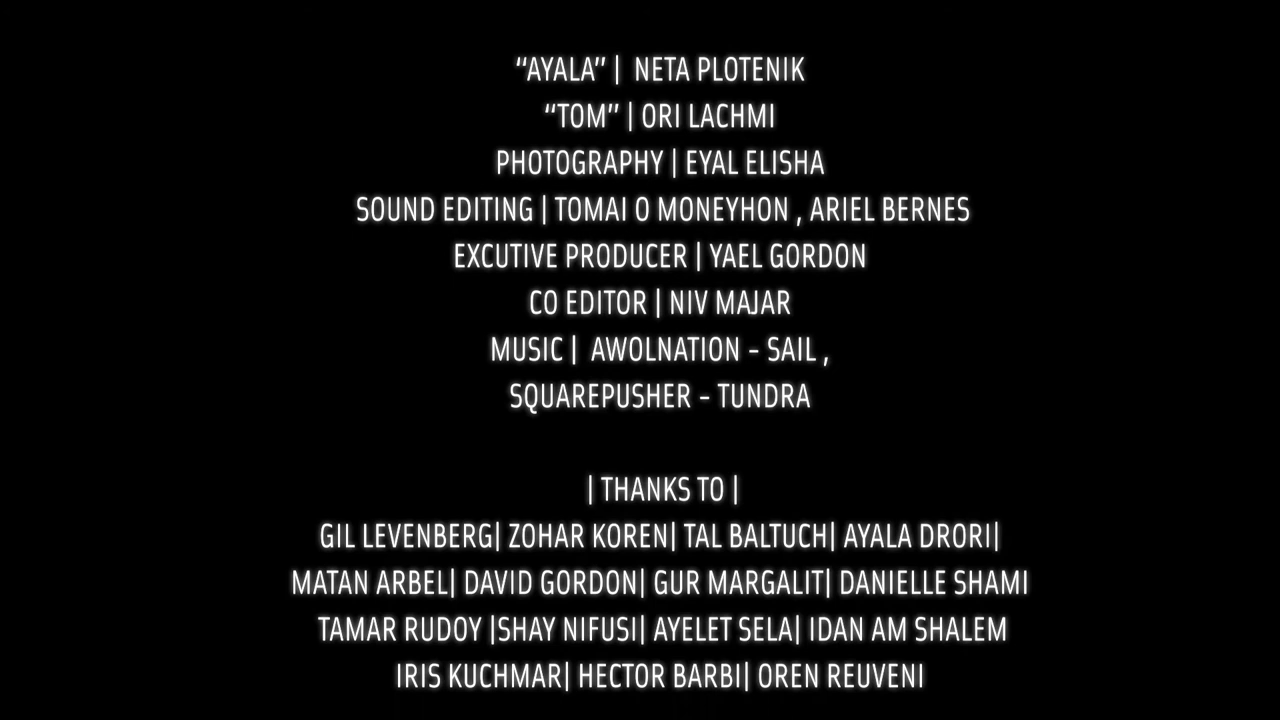 “AYALA” | NETA PLOTENIK
“TOM” | ORI LACHMI
PHOTOGRAPHY | EYAL ELISHA
SOUND EDITING | TOMAI O MONEYHON , ARIEL BERNES
EXCUTIVE PRODUCER | YAEL GORDON
CO EDITOR | NIV MAJAR
MUSIC | AWOLNATION - SAIL ,
SQUAREPUSHER - TUNDRA
| THANKS TO |
GIL LEVENBERG| ZOHAR KOREN| TAL BALTUCH| AYALA DRORI|
MATAN ARBEL| DAVID GORDON| GUR MARGALIT| DANIELLE SHAMI
TAMAR RUDOY |SHAY NIFUSI| AYELET SELA| IDAN AM SHALEM
IRIS KUCHMAR| HECTOR BARBI| OREN REUVENI